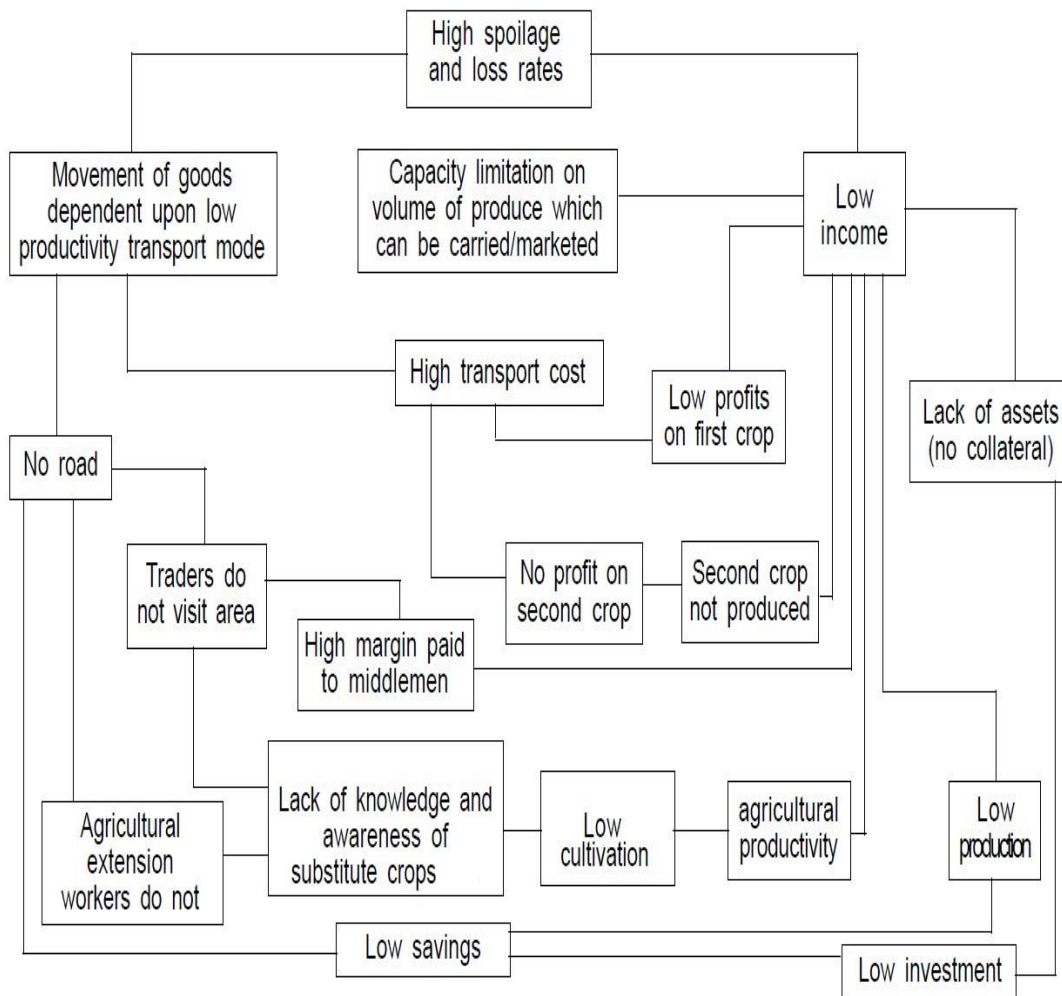 High spoilage
and loss rates
Movement of goods
dependent upon low
productivity transport mode
Capacity limitation on
volume of produce which
can be carried/marketed
Low
income
High transport cost
Low profits
on first crop
Lack of assets
(no collateral)
No road
Traders do
not visit area
No profit on
second crop
Second crop
not produced
High margin paid
to middlemen
Agricultural
extension
workers do not
Lack of knowledge and
awareness of
substitute crops
Low
cultivation
agricultural
productivity
Low
production
Low savings
Low investment